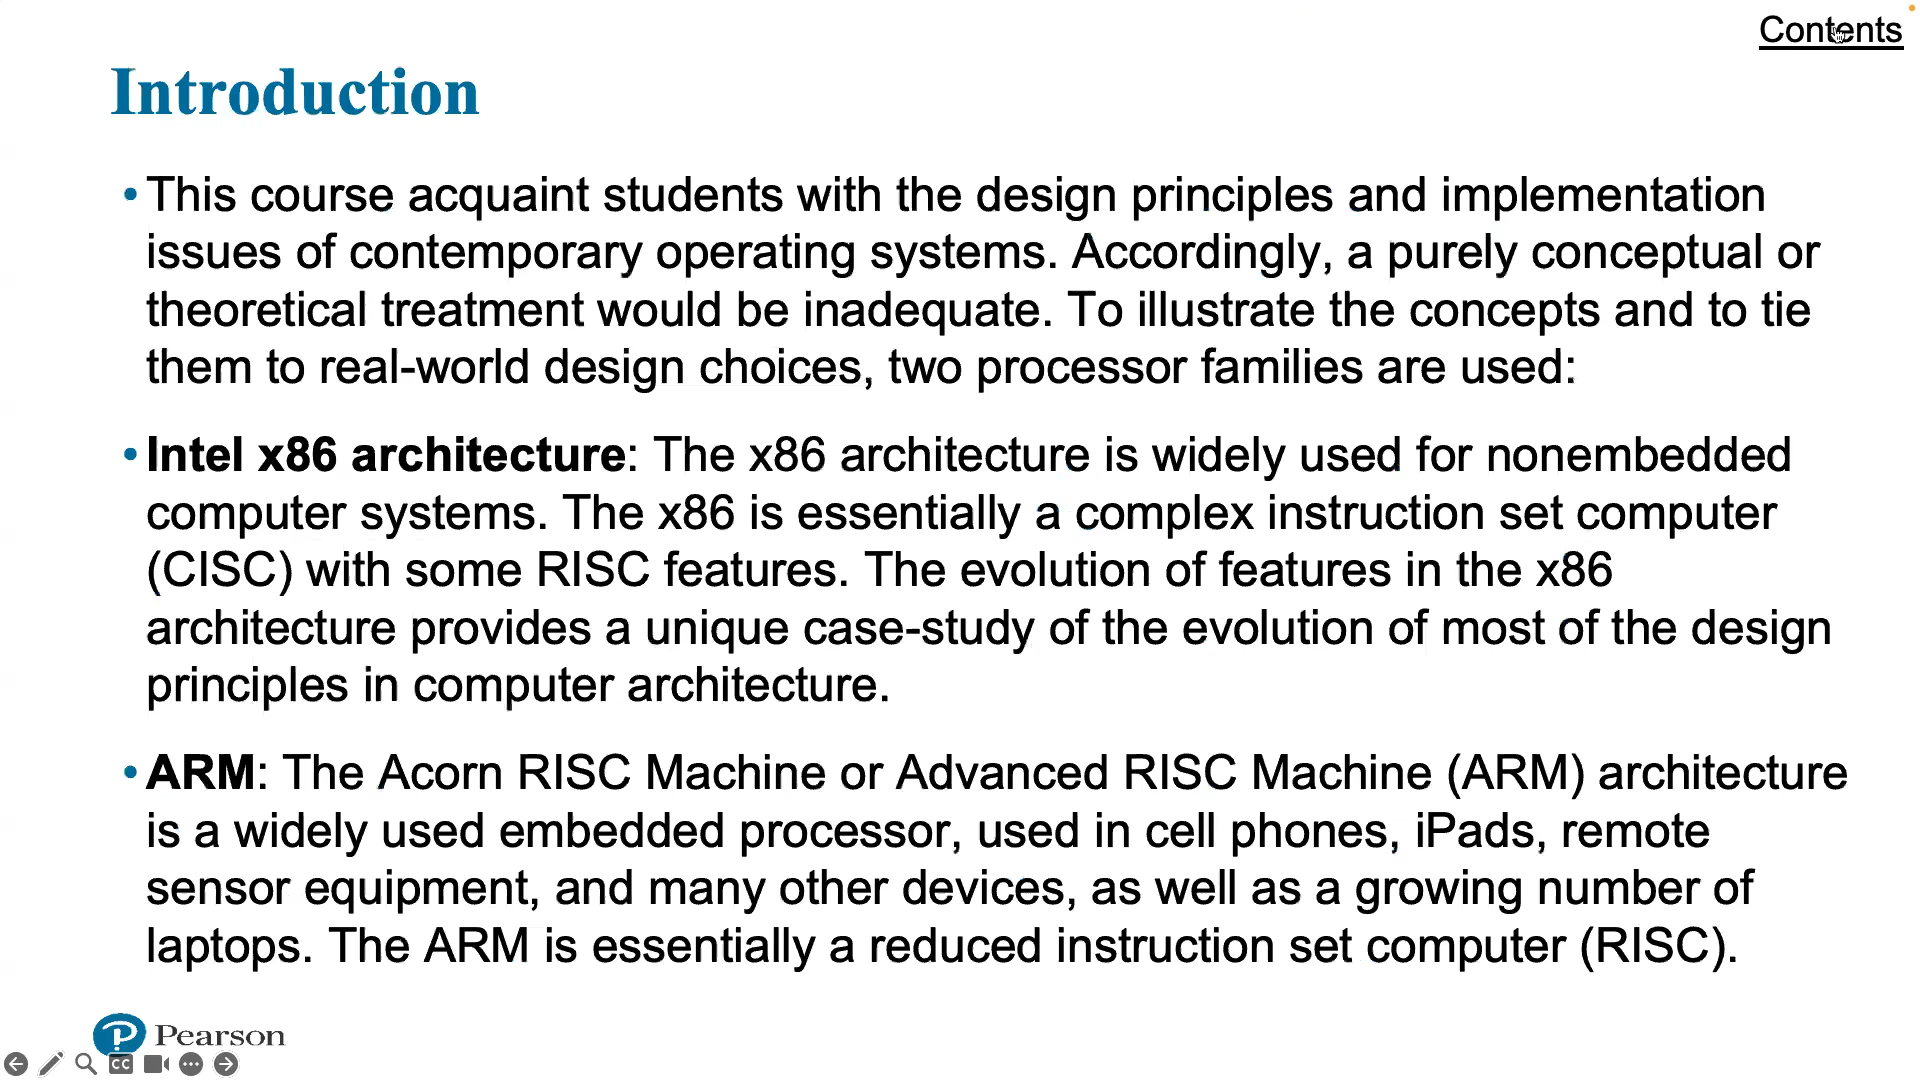 Contents
Introduction
• This course acquaint students with the design principles and implementation
issues of contemporary operating systems. Accordingly, a purely conceptual or
theoretical treatment would be inadequate. To illustrate the concepts and to tie
them to real-world design choices, two processor families are used:
• Intel x86 architecture: The x86 architecture is widely used for nonembedded
computer systems. The x86 is essentially a complex instruction set computer
(CISC) with some RISC features. The evolution of features in the x86
architecture provides a unique case-study of the evolution of most of the design
principles in computer architecture.
• ARM: The Acorn RISC Machine or Advanced RISC Machine (ARM) architecture
is a widely used embedded processor, used in cell phones, iPads, remote
sensor equipment, and many other devices, as well as a growing number of
laptops. The ARM is essentially a reduced instruction set computer (RISC).
P Pearson
CC